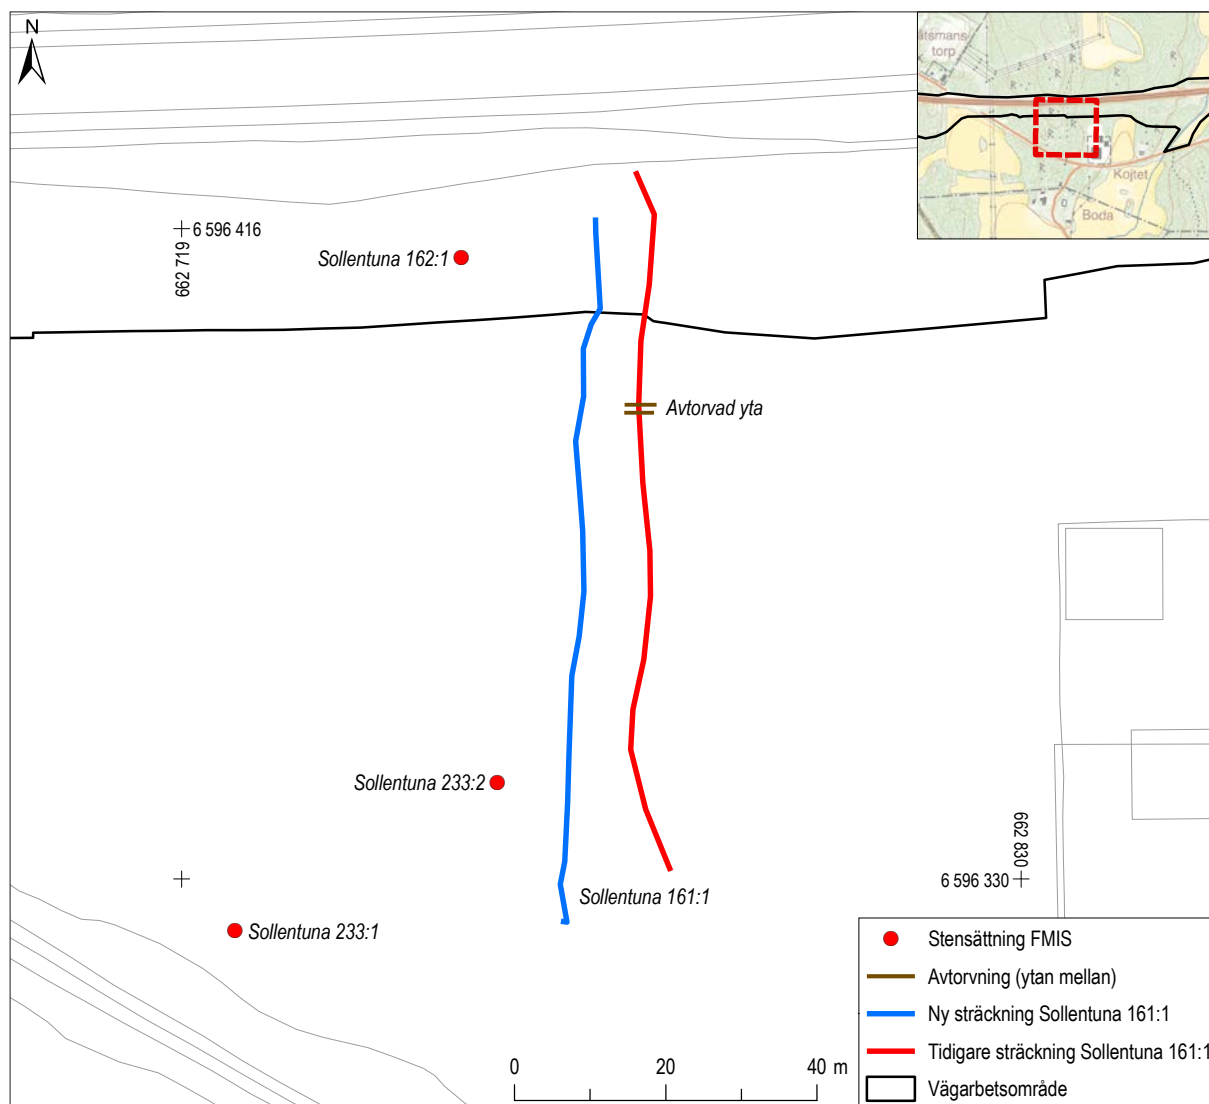 N
åtsmans
torp
R
R
R
R
R
R
R
R
Kojtet
Boda
6 596 416
662 719
Sollentuna 162:1
Avtorvad yta
Sollentuna 233:2
662 830
6 596 330
Sollentuna 161:1
Sollentuna 233:1
Stensättning FMIS
Avtorvning (ytan mellan)
Ny sträckning Sollentuna 161:1
Tidigare sträckning Sollentuna 161:1
Vägarbetsområde
0 20 40 m